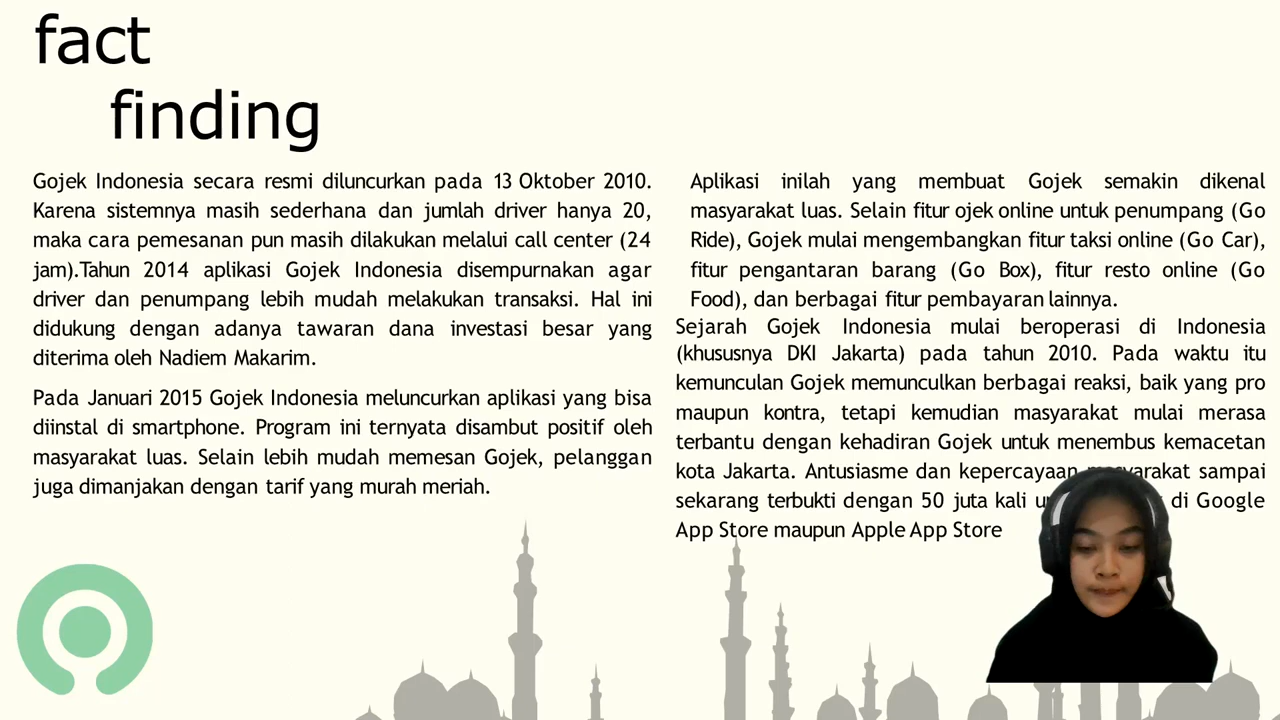 fact
finding
Gojek Indonesia secara resmi diluncurkan pada 13 Oktober 2010.
Karena sistemnya masih sederhana dan jumlah driver hanya 20,
maka cara pemesanan pun masih dilakukan melalui call center (24
jam).Tahun 2014 aplikasi Gojek Indonesia disempurnakan agar
driver dan penumpang lebih mudah melakukan transaksi. Hal ini
didukung dengan adanya tawaran dana investasi besar yang
diterima oleh Nadiem Makarim.
Pada Januari 2015 Gojek Indonesia meluncurkan aplikasi yang bisa
diinstal di smartphone. Program ini ternyata disambut positif oleh
masyarakat luas. Selain lebih mudah memesan Gojek, pelanggan
juga dimanjakan dengan tarif yang murah meriah.
Aplikasi inilah yang membuat Gojek semakin dikenal
masyarakat luas. Selain fitur ojek online untuk penumpang (Go
Ride), Gojek mulai mengembangkan fitur taksi online (Go Car),
fitur pengantaran barang (Go Box), fitur resto online (Go
Food), dan berbagai fitur pembayaran lainnya.
Sejarah Gojek Indonesia mulai beroperasi di Indonesia
(khususnya DKI Jakarta) pada tahun 2010. Pada waktu itu
kemunculan Gojek memunculkan berbagai reaksi, baik yang pro
maupun kontra, tetapi kemudian masyarakat mulai merasa
terbantu dengan kehadiran Gojek untuk menembus kemacetan
kota Jakarta. Antusiasme dan kepercayaan masyarakat sampai
sekarang terbukti dengan 50 juta kali di Google
App Store maupun Apple App Store